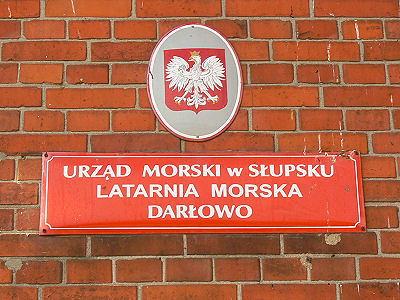 URZĄD MORSKI w SŁUPSKU
LATARNIA MORSKA
DARŁOWO